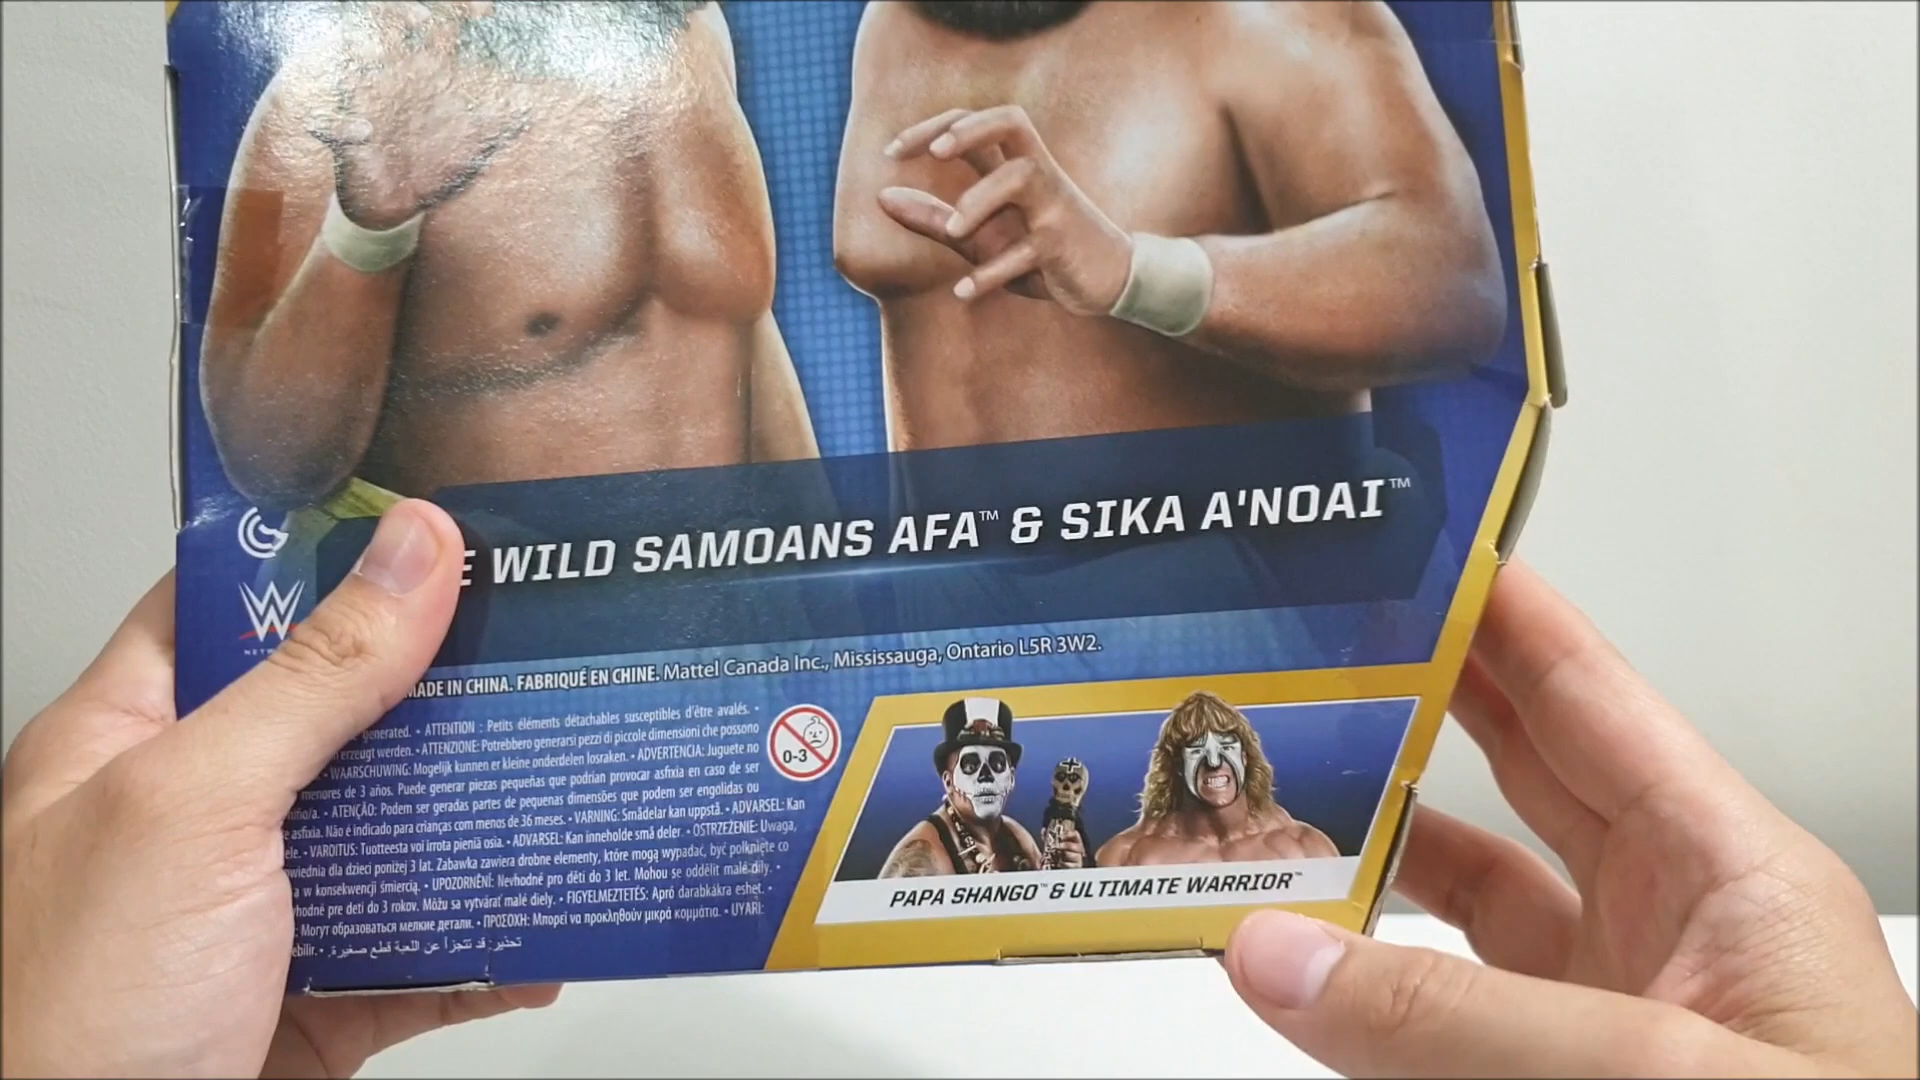 E WILD SAMOANS AFA™ & SIKA A'NOAI™
W
MADE IN CHINA. FABRIQUÉ EN CHINE. Mattel Canada Inc., Mississauga, Ontario L5R 3W2.
generated. • ATTENTION : Petits éléments détachables susceptibles d'être avalés. •
erzeugt werden. • ATTENZIONE: Potrebbero generarsi pezzi di piccole dimensioni che possono
• WAARSCHUWING: Mogelijk kunnen er kleine onderdelen losraken. • ADVERTENCIA: Juguete no
menores de 3 años. Puede generar piezas pequeñas que podrían provocar asfixia en caso de ser
niño/a. • ATENÇÃO: Podem ser geradas partes de pequenas dimensões que podem ser engolidas ou
e asfixia. Não é indicado para crianças com menos de 36 meses. • VARNING: Smådelar kan uppstå. • ADVARSEL: Kan
ele. • VAROITUS: Tuotteesta voi irrota pieniä osia. • ADVARSEL: Kan inneholde små deler. • OSTRZEŻENIE: Uwaga,
owiednia dla dzieci poniżej 3 lat. Zabawka zawiera drobne elementy, które mogą wypadać, być połknięte co
a w konsekwencji śmiercią. • UPOZORNĚNÍ: Nevhodné pro děti do 3 let. Mohou se oddělit malé díly. •
vhodné pre deti do 3 rokov. Môžu sa vytvárať malé diely. • FIGYELMEZTETÉS: Apró darabkákra eshet. •
: Могут образоваться мелкие детали. • ΠΡΟΣΟΧΗ: Μπορεί να προκληθούν μικρά κομμάτια. • UYARI:
ebilir. • تحذير: قد تتجزأ عن اللعبة قطع صغيرة.
0-3
PAPA SHANGO™ & ULTIMATE WARRIOR™